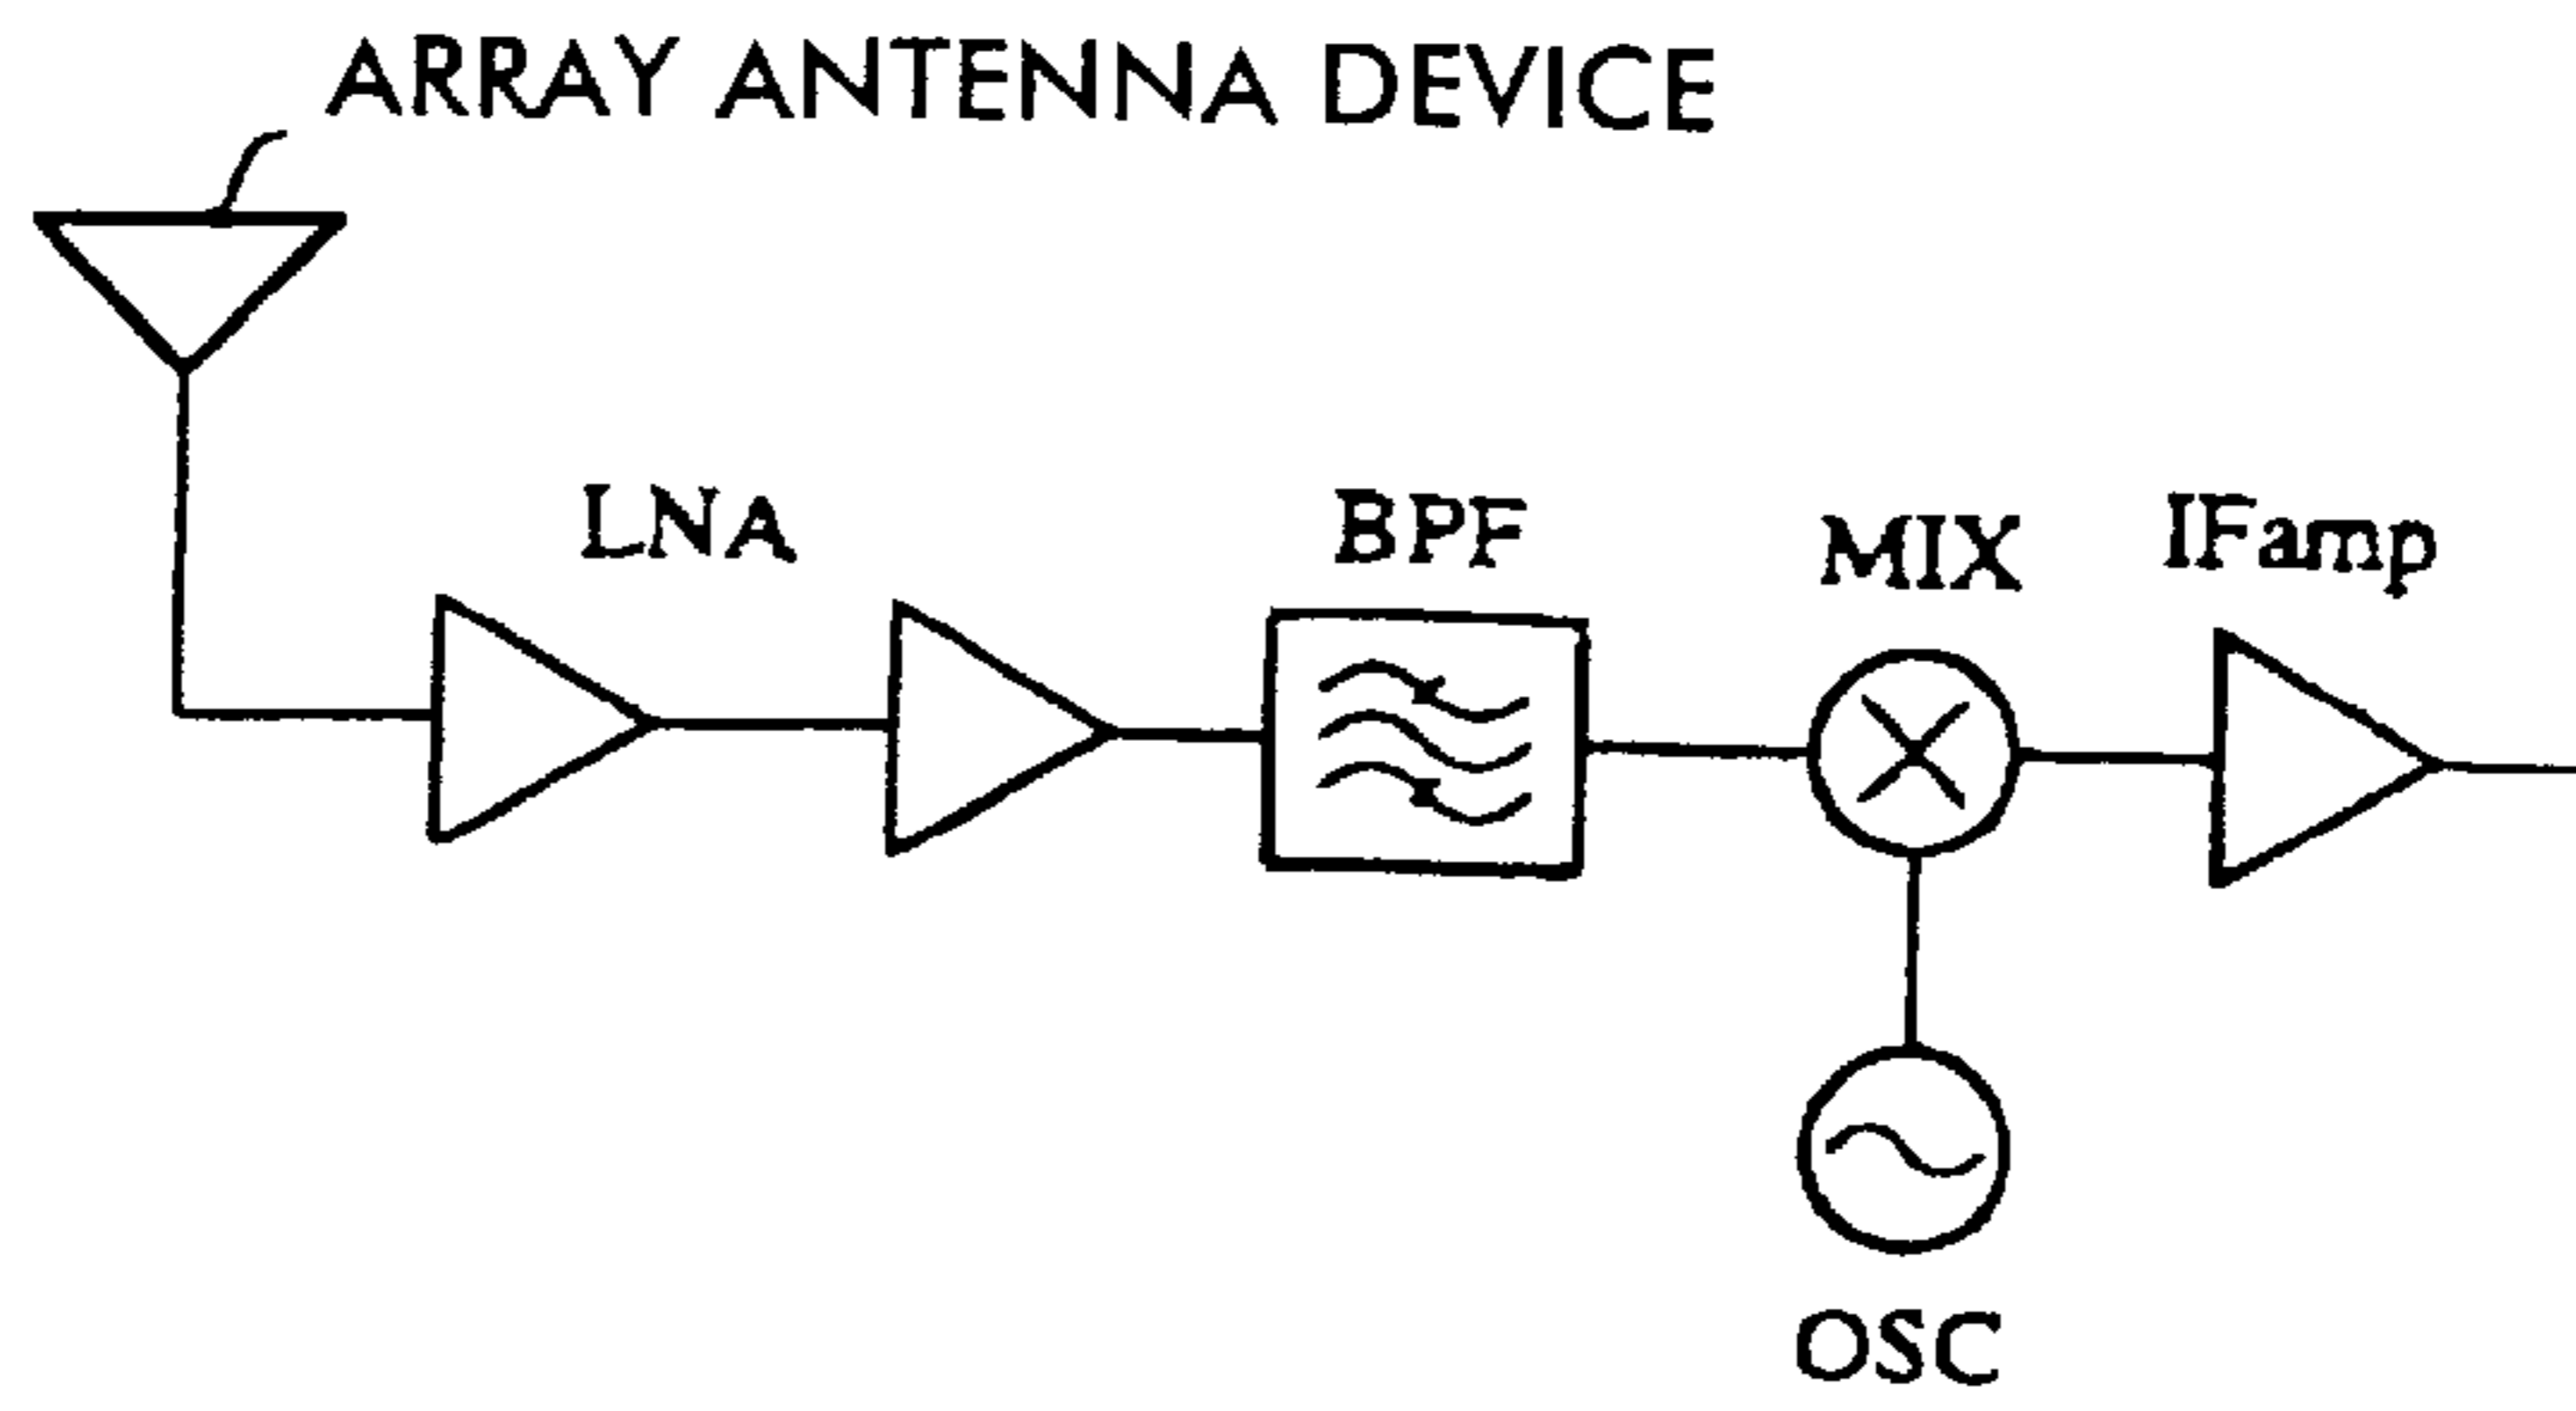 ARRAY ANTENNA DEVICE
LNA
BPF
MIX
IFamp
OSC